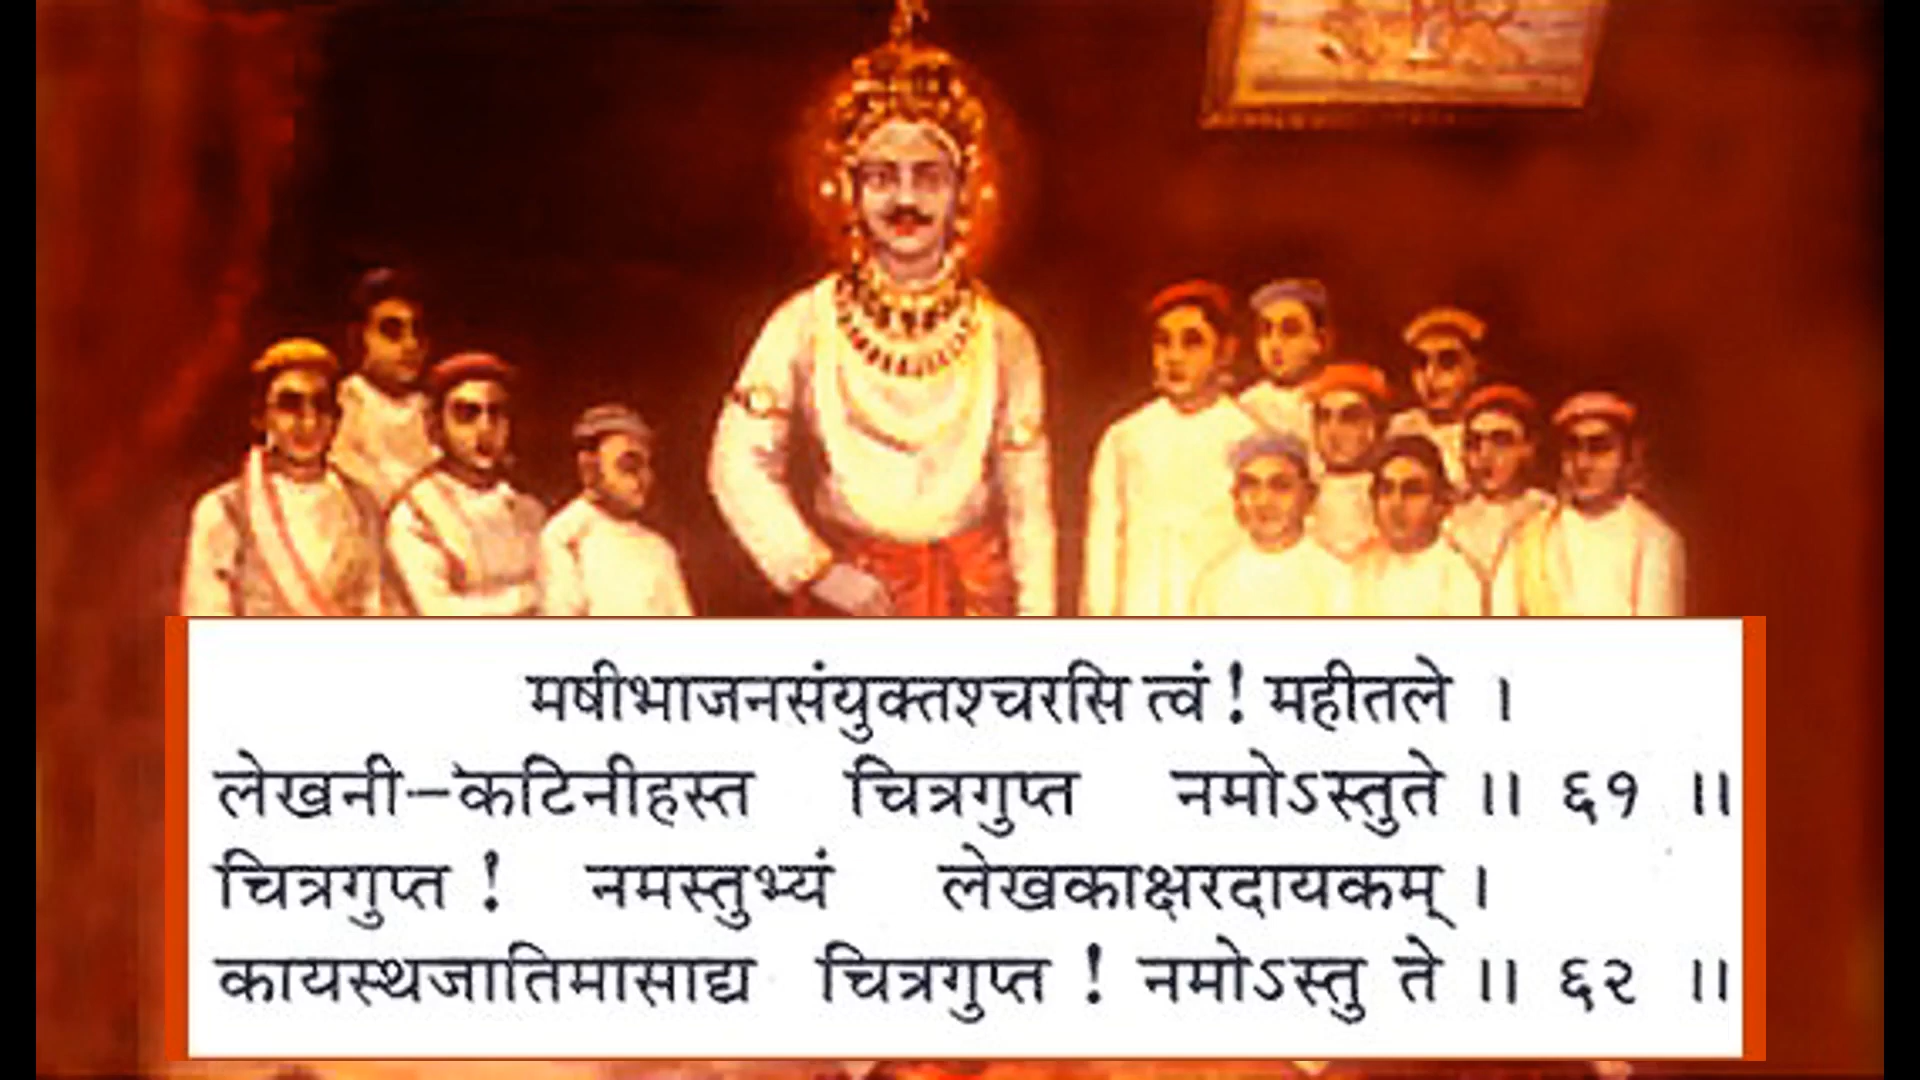 मषीभाजनसंयुक्तश्चरसि त्वं ! महीतले ।
लेखनी–कटिनीहस्त चित्रगुप्त नमोऽस्तुते ।। ६१ ।।
चित्रगुप्त ! नमस्तुभ्यं लेखकाक्षरदायकम् ।
कायस्थजातिमासाद्य चित्रगुप्त ! नमोऽस्तु ते ।। ६२ ।।